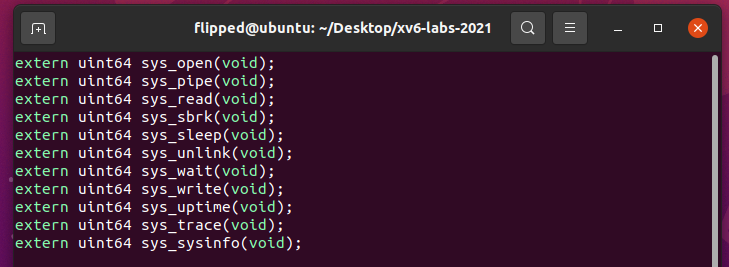 flipped@ubuntu: ~/Desktop/xv6-labs-2021
extern uint64 sys_open(void);
extern uint64 sys_pipe(void);
extern uint64 sys_read(void);
extern uint64 sys_sbrk(void);
extern uint64 sys_sleep(void);
extern uint64 sys_unlink(void);
extern uint64 sys_wait(void);
extern uint64 sys_write(void);
extern uint64 sys_uptime(void);
extern uint64 sys_trace(void);
extern uint64 sys_sysinfo(void);